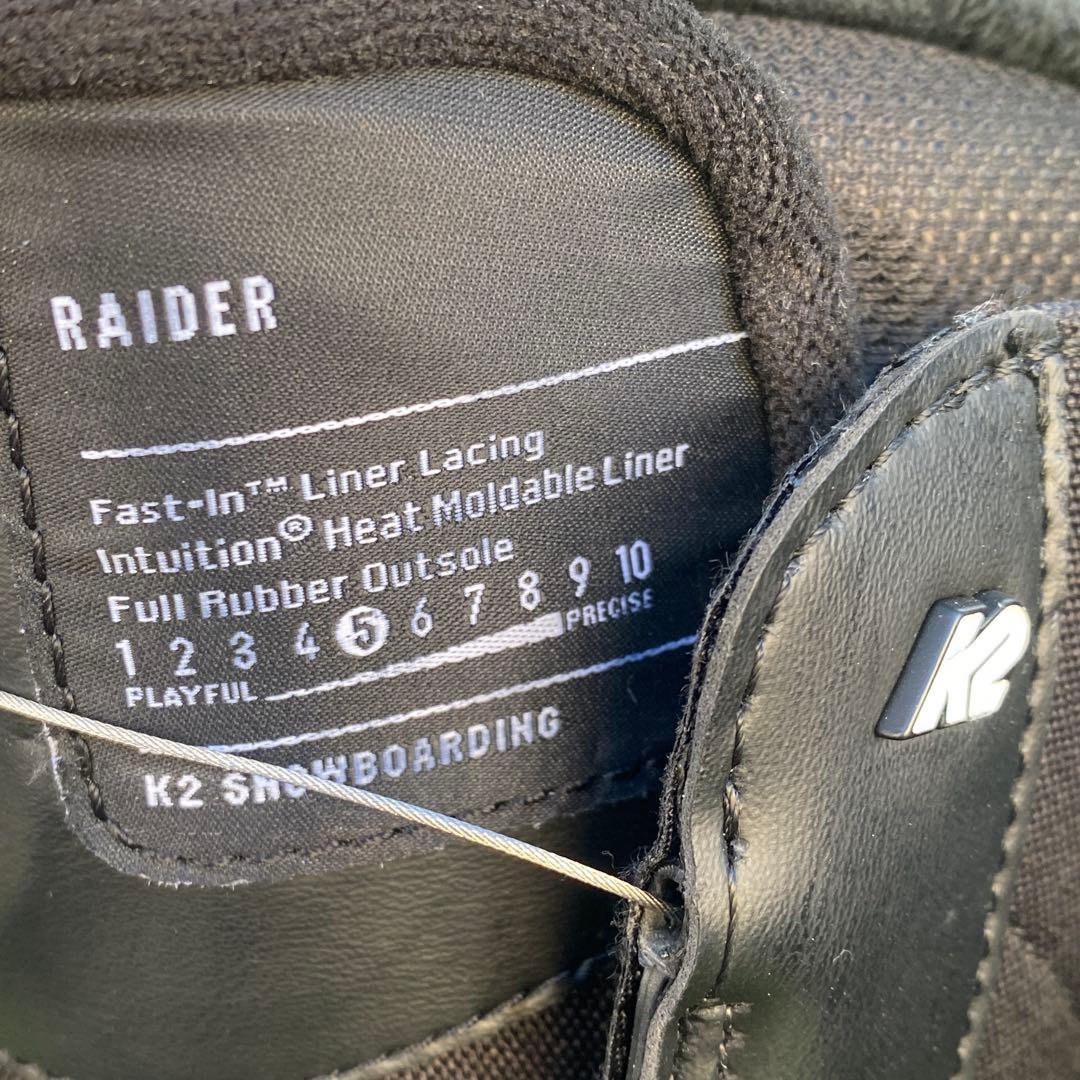 RAIDER
Fast-In™ Liner Lacing
Intuition® Heat Moldable Liner
Full Rubber Outsole
1 2 3 4 5 6 7 8 9 10
PLAYFUL PRECISE
K2 SNOWBOARDING
K2